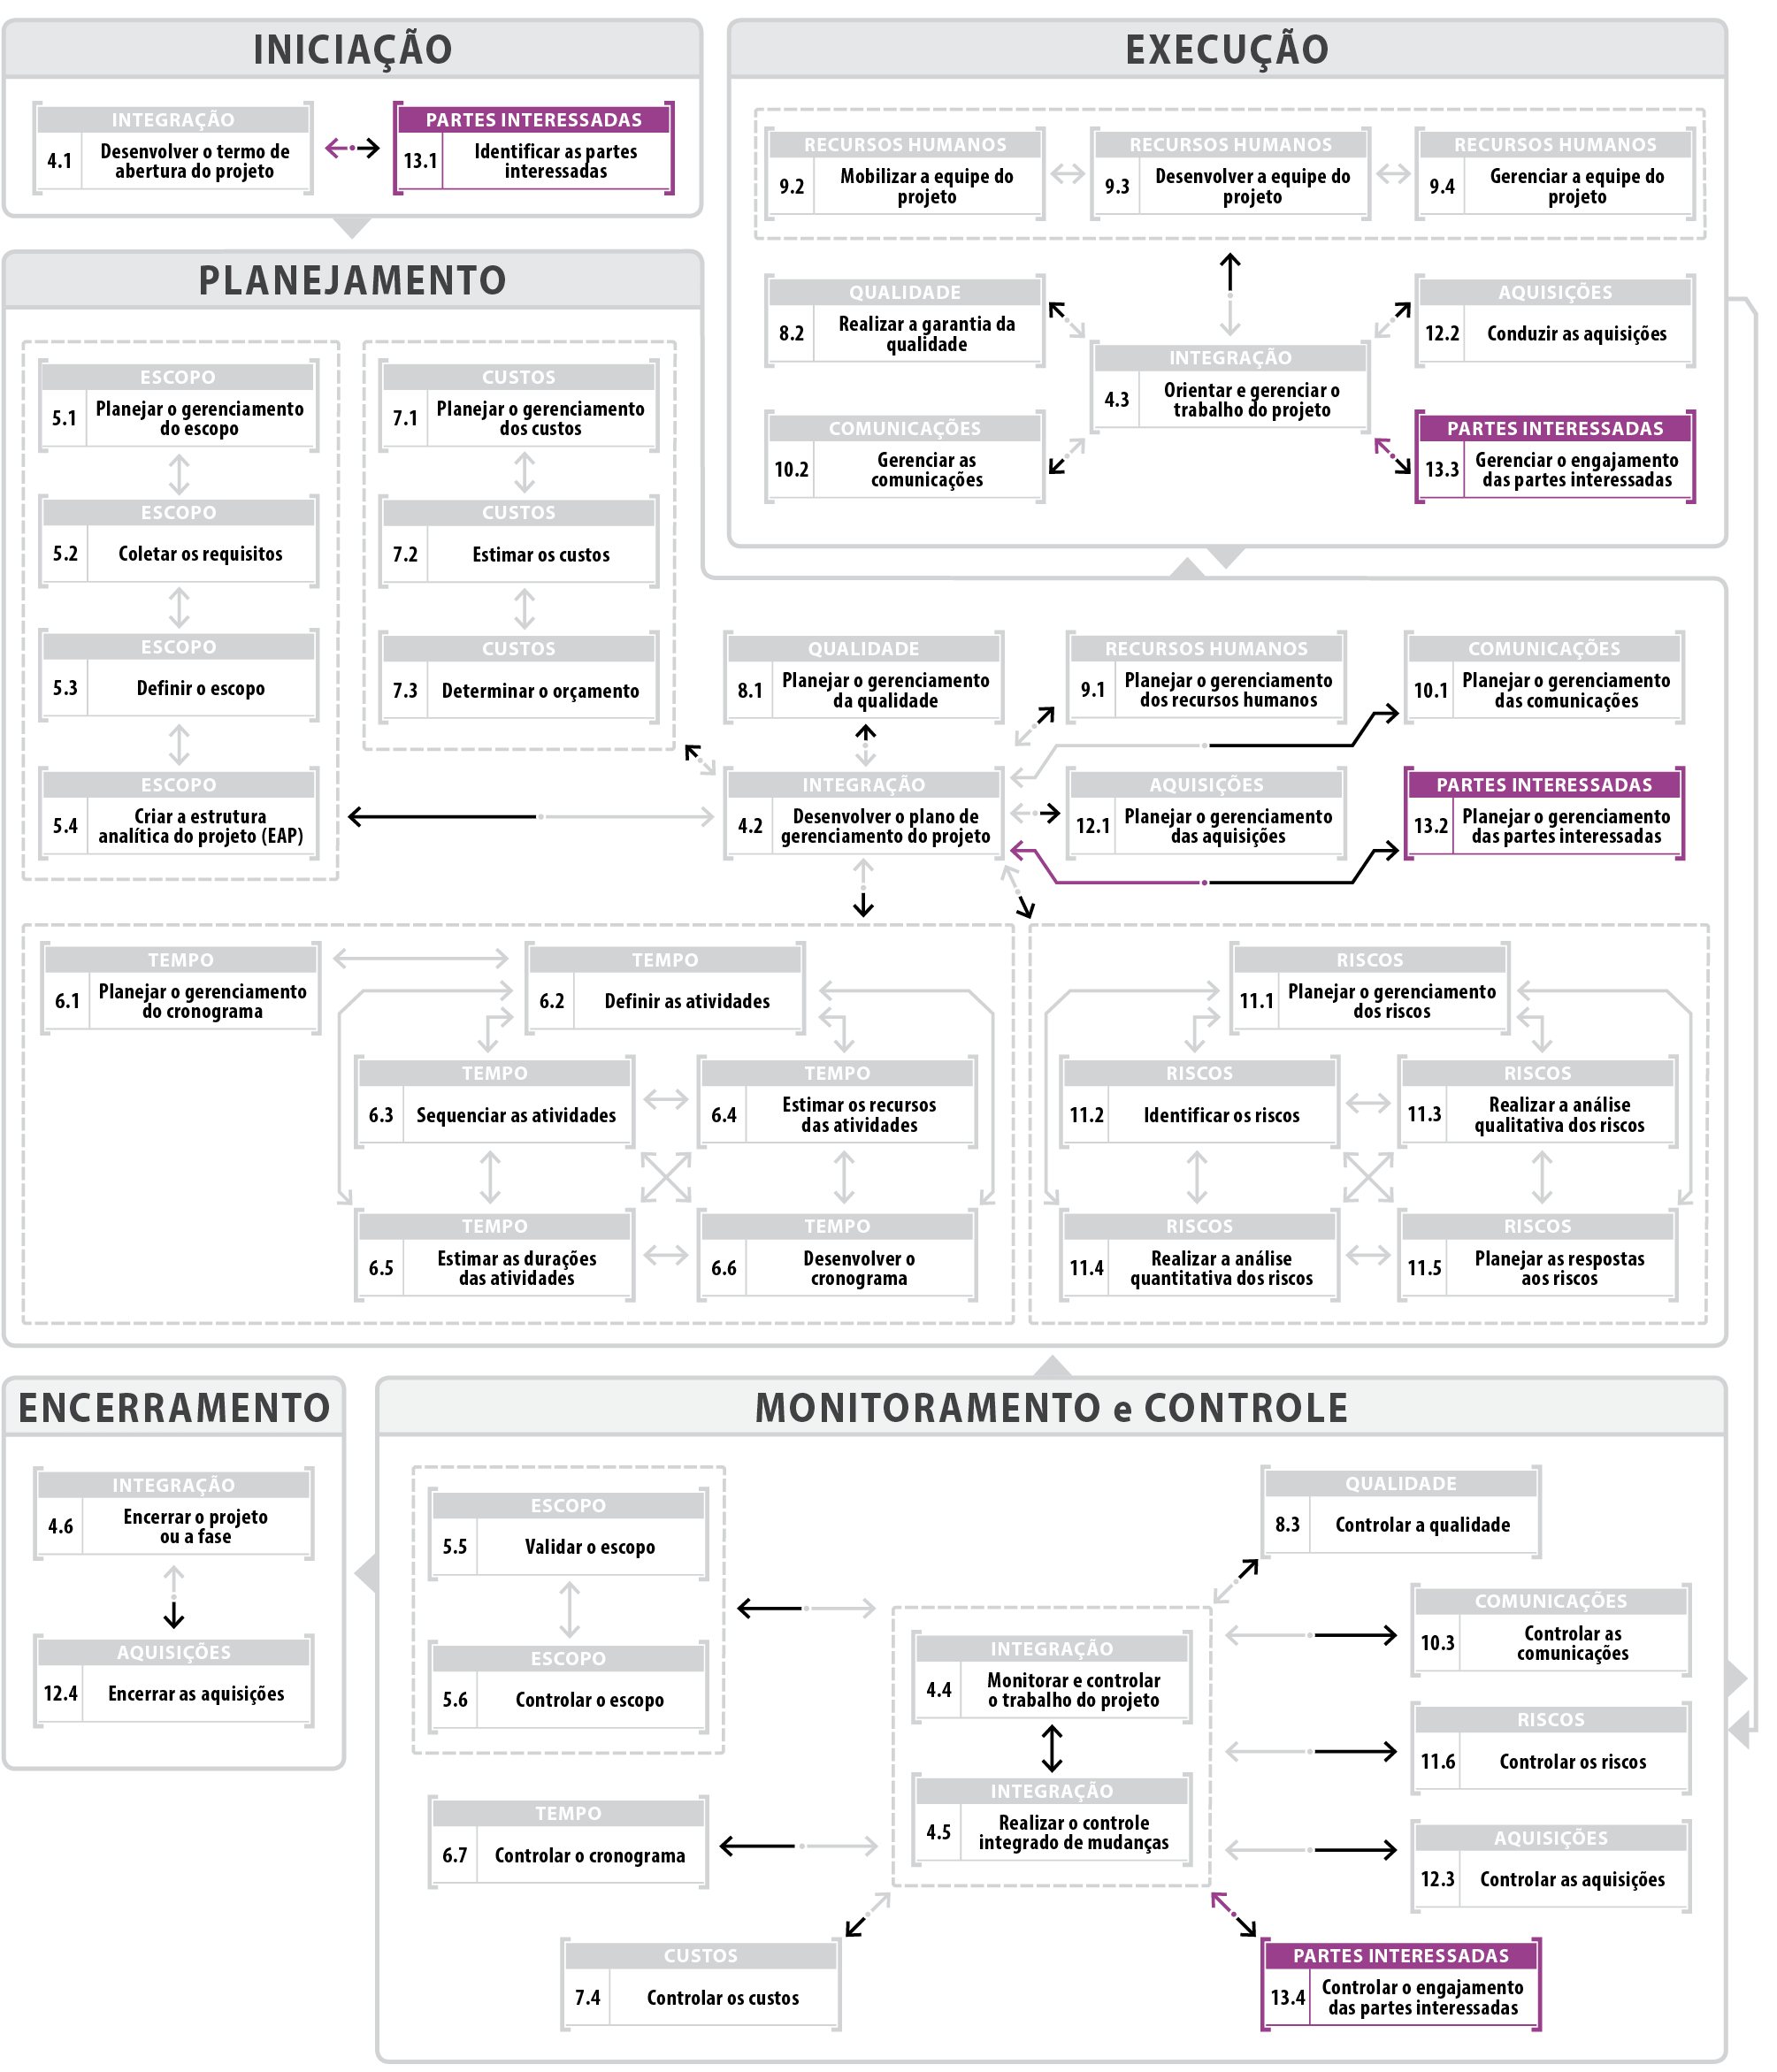 INICIAÇÃO
INTEGRAÇÃO
4.1
Desenvolver o termo de
abertura do projeto
PARTES INTERESSADAS
13.1
Identificar as partes
interessadas
EXECUÇÃO
RECURSOS HUMANOS
9.2
Mobilizar a equipe do
projeto
RECURSOS HUMANOS
9.3
Desenvolver a equipe do
projeto
RECURSOS HUMANOS
9.4
Gerenciar a equipe do
projeto
QUALIDADE
8.2
Realizar a garantia da
qualidade
AQUISIÇÕES
12.2
Conduzir as aquisições
INTEGRAÇÃO
4.3
Orientar e gerenciar o
trabalho do projeto
COMUNICAÇÕES
10.2
Gerenciar as
comunicações
PARTES INTERESSADAS
13.3
Gerenciar o engajamento
das partes interessadas
PLANEJAMENTO
ESCOPO
5.1
Planejar o gerenciamento
do escopo
ESCOPO
5.2
Coletar os requisitos
ESCOPO
5.3
Definir o escopo
ESCOPO
5.4
Criar a estrutura
analítica do projeto (EAP)
CUSTOS
7.1
Planejar o gerenciamento
dos custos
CUSTOS
7.2
Estimar os custos
CUSTOS
7.3
Determinar o orçamento
QUALIDADE
8.1
Planejar o gerenciamento
da qualidade
RECURSOS HUMANOS
9.1
Planejar o gerenciamento
dos recursos humanos
COMUNICAÇÕES
10.1
Planejar o gerenciamento
das comunicações
INTEGRAÇÃO
4.2
Desenvolver o plano de
gerenciamento do projeto
AQUISIÇÕES
12.1
Planejar o gerenciamento
das aquisições
PARTES INTERESSADAS
13.2
Planejar o gerenciamento
das partes interessadas
TEMPO
6.1
Planejar o gerenciamento
do cronograma
TEMPO
6.2
Definir as atividades
TEMPO
6.3
Sequenciar as atividades
TEMPO
6.4
Estimar os recursos
das atividades
TEMPO
6.5
Estimar as durações
das atividades
TEMPO
6.6
Desenvolver o
cronograma
RISCOS
11.1
Planejar o gerenciamento
dos riscos
RISCOS
11.2
Identificar os riscos
RISCOS
11.3
Realizar a análise
qualitativa dos riscos
RISCOS
11.4
Realizar a análise
quantitativa dos riscos
RISCOS
11.5
Planejar as respostas
aos riscos
ENCERRAMENTO
INTEGRAÇÃO
4.6
Encerrar o projeto
ou a fase
AQUISIÇÕES
12.4
Encerrar as aquisições
MONITORAMENTO e CONTROLE
ESCOPO
5.5
Validar o escopo
ESCOPO
5.6
Controlar o escopo
TEMPO
6.7
Controlar o cronograma
CUSTOS
7.4
Controlar os custos
INTEGRAÇÃO
4.4
Monitorar e controlar
o trabalho do projeto
INTEGRAÇÃO
4.5
Realizar o controle
integrado de mudanças
QUALIDADE
8.3
Controlar a qualidade
COMUNICAÇÕES
10.3
Controlar as
comunicações
RISCOS
11.6
Controlar os riscos
AQUISIÇÕES
12.3
Controlar as aquisições
PARTES INTERESSADAS
13.4
Controlar o engajamento
das partes interessadas